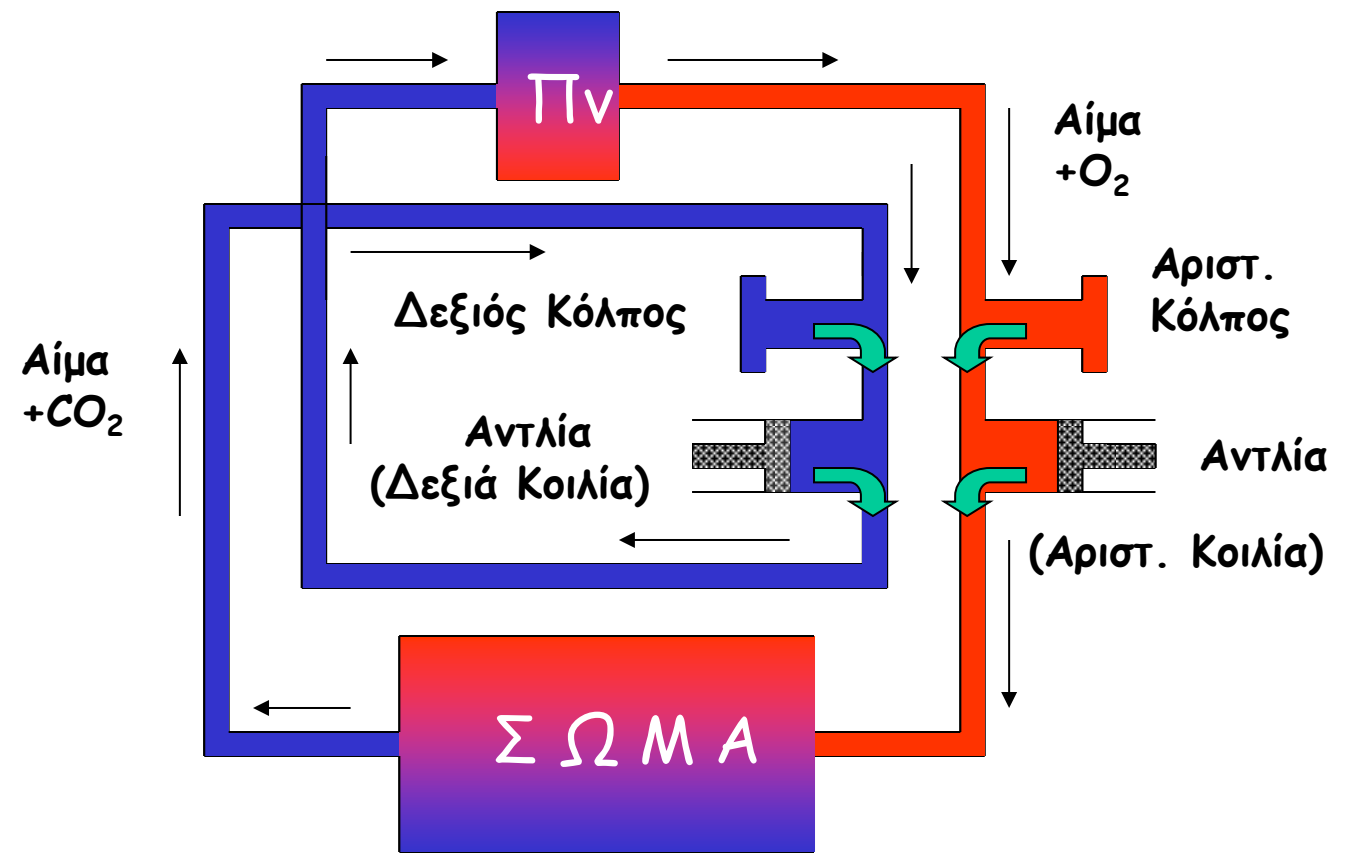 Πν
Αίμα
+O₂
Αριστ.
Κόλπος
Δεξιός Κόλπος
Αίμα
+CO₂
Αντλία
(Δεξιά Κοιλία)
Αντλία
(Αριστ. Κοιλία)
Σ Ω Μ Α